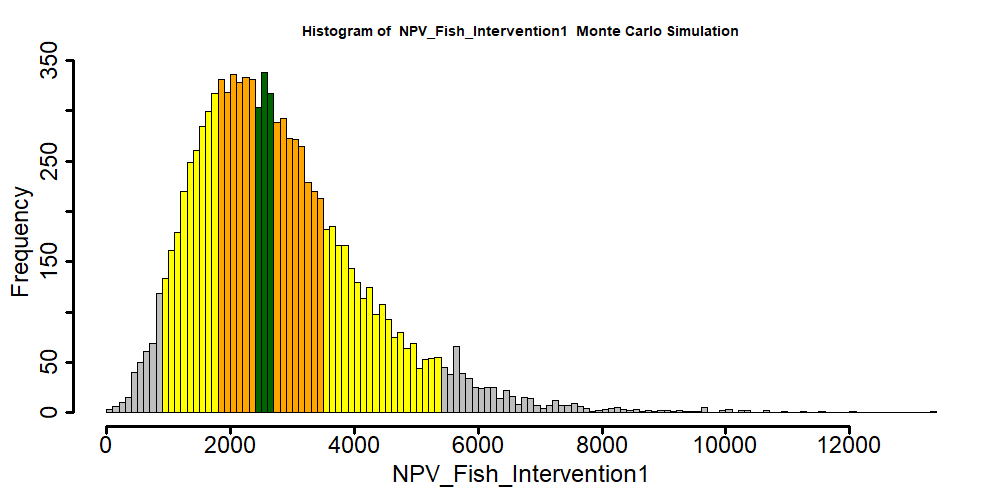 Histogram of NPV_Fish_Intervention1 Monte Carlo Simulation
350
250
150
50
0
Frequency
0 2000 4000 6000 8000 10000 12000
NPV_Fish_Intervention1